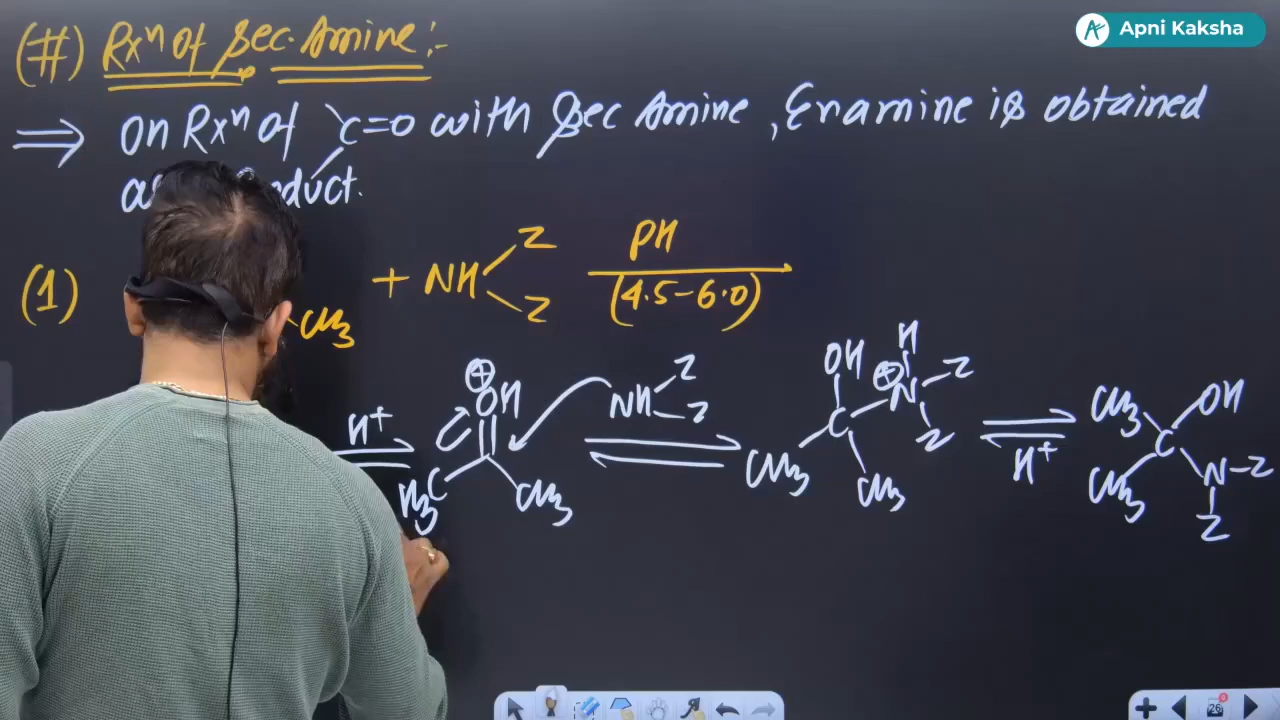 Apni Kaksha
(#) Rxⁿ of Sec. Amine :-
⇒ on Rxⁿ of C=O with Sec Amine, Enamine is obtained
duct.
(1) CH3 + NH Z Z PH (4.5-6.0)
H+ ⊕ OH H3C CH3 NH Z Z OH H ⊕ N Z Z C CH3 CH3 H+ CH3 CH3 C OH N-Z Z
26